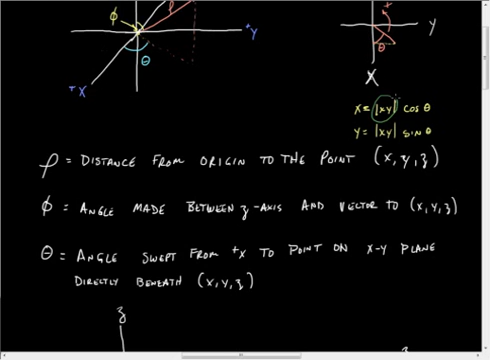 ϕ ρ
+Y
θ
+X
+ Y
θ
X
X = |XY| COS θ
Y = |XY| SIN θ
ρ = DISTANCE FROM ORIGIN TO THE POINT (X,Y,Z)
ϕ = ANGLE MADE BETWEEN Z-AXIS AND VECTOR TO (X,Y,Z)
θ = ANGLE SWEPT FROM +X TO POINT ON X-Y PLANE
DIRECTLY BENEATH (X,Y,Z)
Z